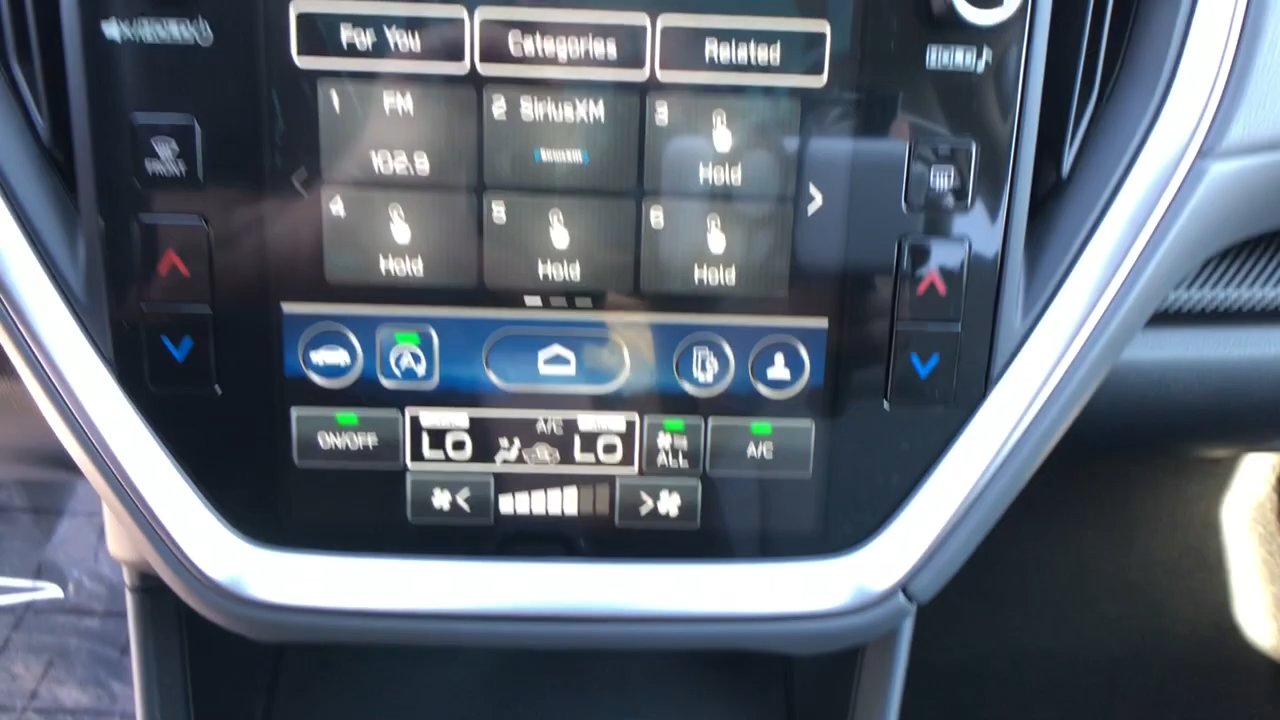 For You
Categories
Related
1 FM
102.9
2 SiriusXM
3
Hold
4
Hold
5
Hold
6
Hold
FRONT
ON/OFF
LO
A/C
LO
ALL
A/C